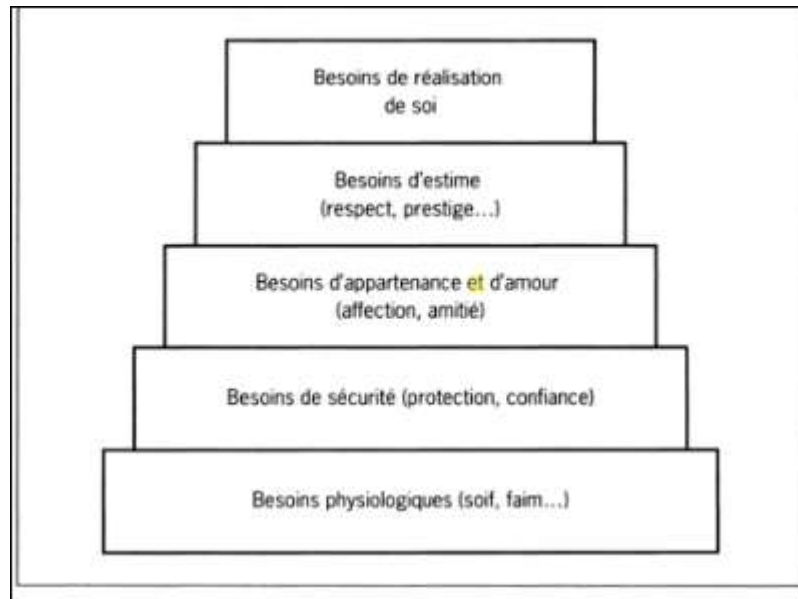 Besoins de réalisation
de soi
Besoins d'estime
(respect, prestige...)
Besoins d'appartenance et d'amour
(affection, amitié)
Besoins de sécurité (protection, confiance)
Besoins physiologiques (soif, faim...)